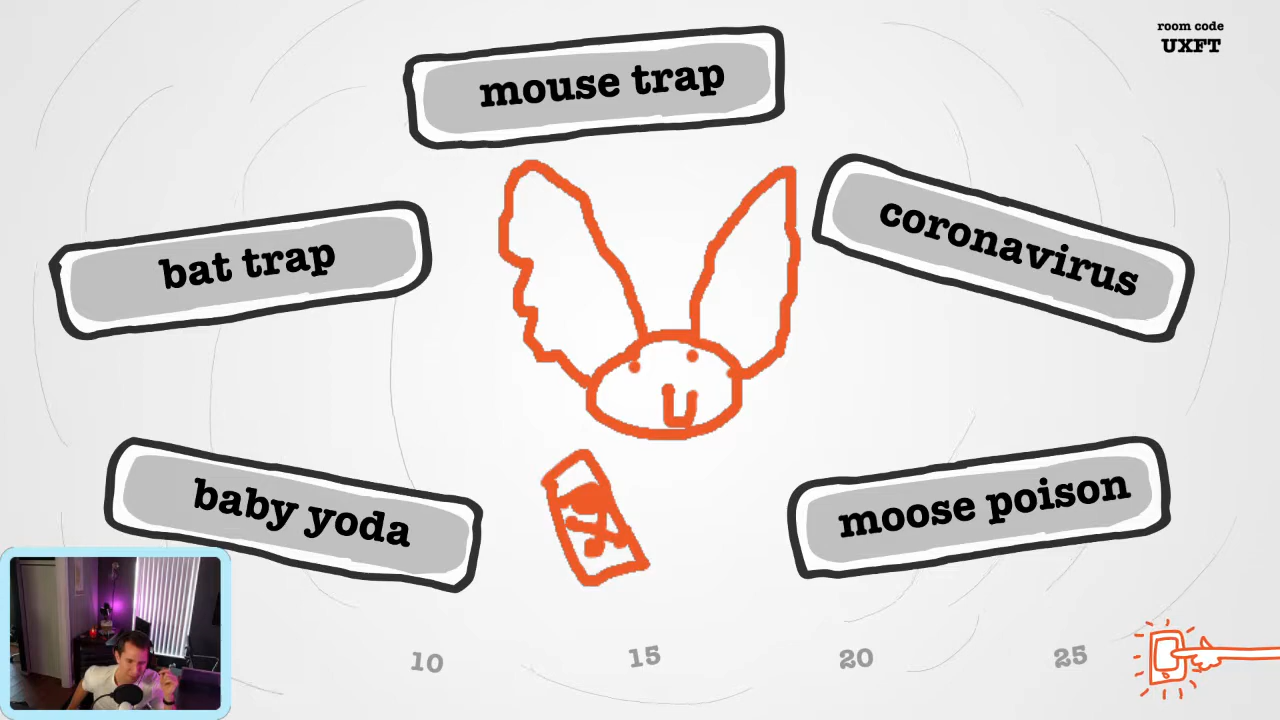 room code
UXFT
mouse trap
coronavirus
bat trap
baby yoda
moose poison
10
15
20
25